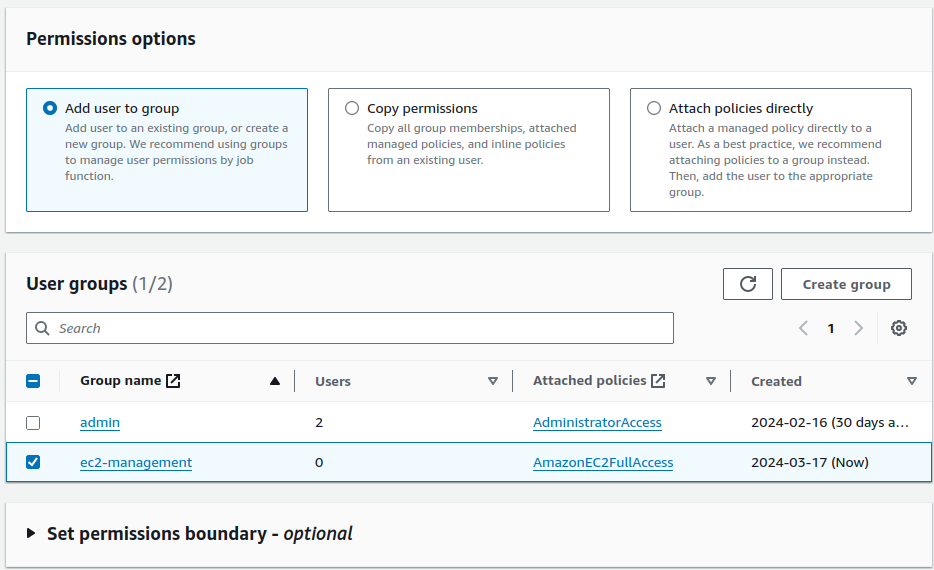 Permissions options
Add user to group
Add user to an existing group, or create a
new group. We recommend using groups
to manage user permissions by job
function.
Copy permissions
Copy all group memberships, attached
managed policies, and inline policies
from an existing user.
Attach policies directly
Attach a managed policy directly to a
user. As a best practice, we recommend
attaching policies to a group instead.
Then, add the user to the appropriate
group.
User groups (1/2)
Create group
Search
1
Group name Users Attached policies Created
admin 2 AdministratorAccess 2024-02-16 (30 days a...
ec2-management 0 AmazonEC2FullAccess 2024-03-17 (Now)
Set permissions boundary - optional